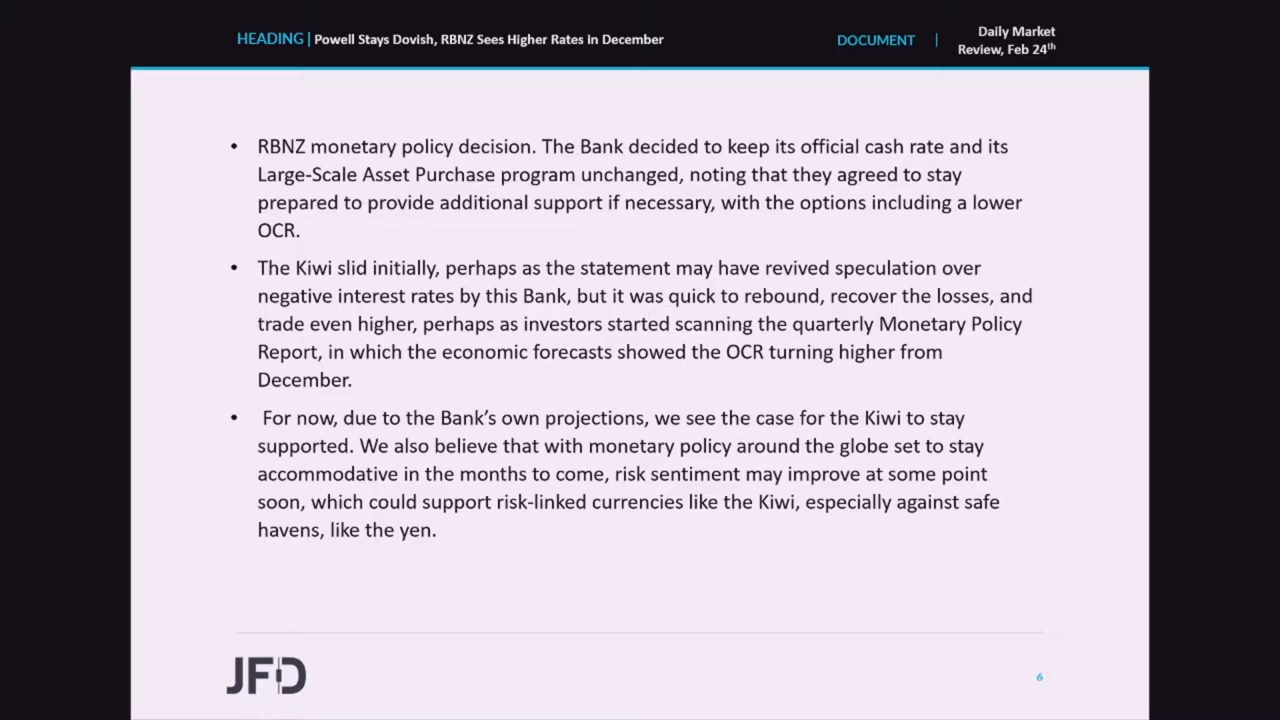 HEADING | Powell Stays Dovish, RBNZ Sees Higher Rates in December
DOCUMENT |
Daily Market
Review, Feb 24th
• RBNZ monetary policy decision. The Bank decided to keep its official cash rate and its
Large-Scale Asset Purchase program unchanged, noting that they agreed to stay
prepared to provide additional support if necessary, with the options including a lower
OCR.
• The Kiwi slid initially, perhaps as the statement may have revived speculation over
negative interest rates by this Bank, but it was quick to rebound, recover the losses, and
trade even higher, perhaps as investors started scanning the quarterly Monetary Policy
Report, in which the economic forecasts showed the OCR turning higher from
December.
• For now, due to the Bank’s own projections, we see the case for the Kiwi to stay
supported. We also believe that with monetary policy around the globe set to stay
accommodative in the months to come, risk sentiment may improve at some point
soon, which could support risk-linked currencies like the Kiwi, especially against safe
havens, like the yen.
JFD
6